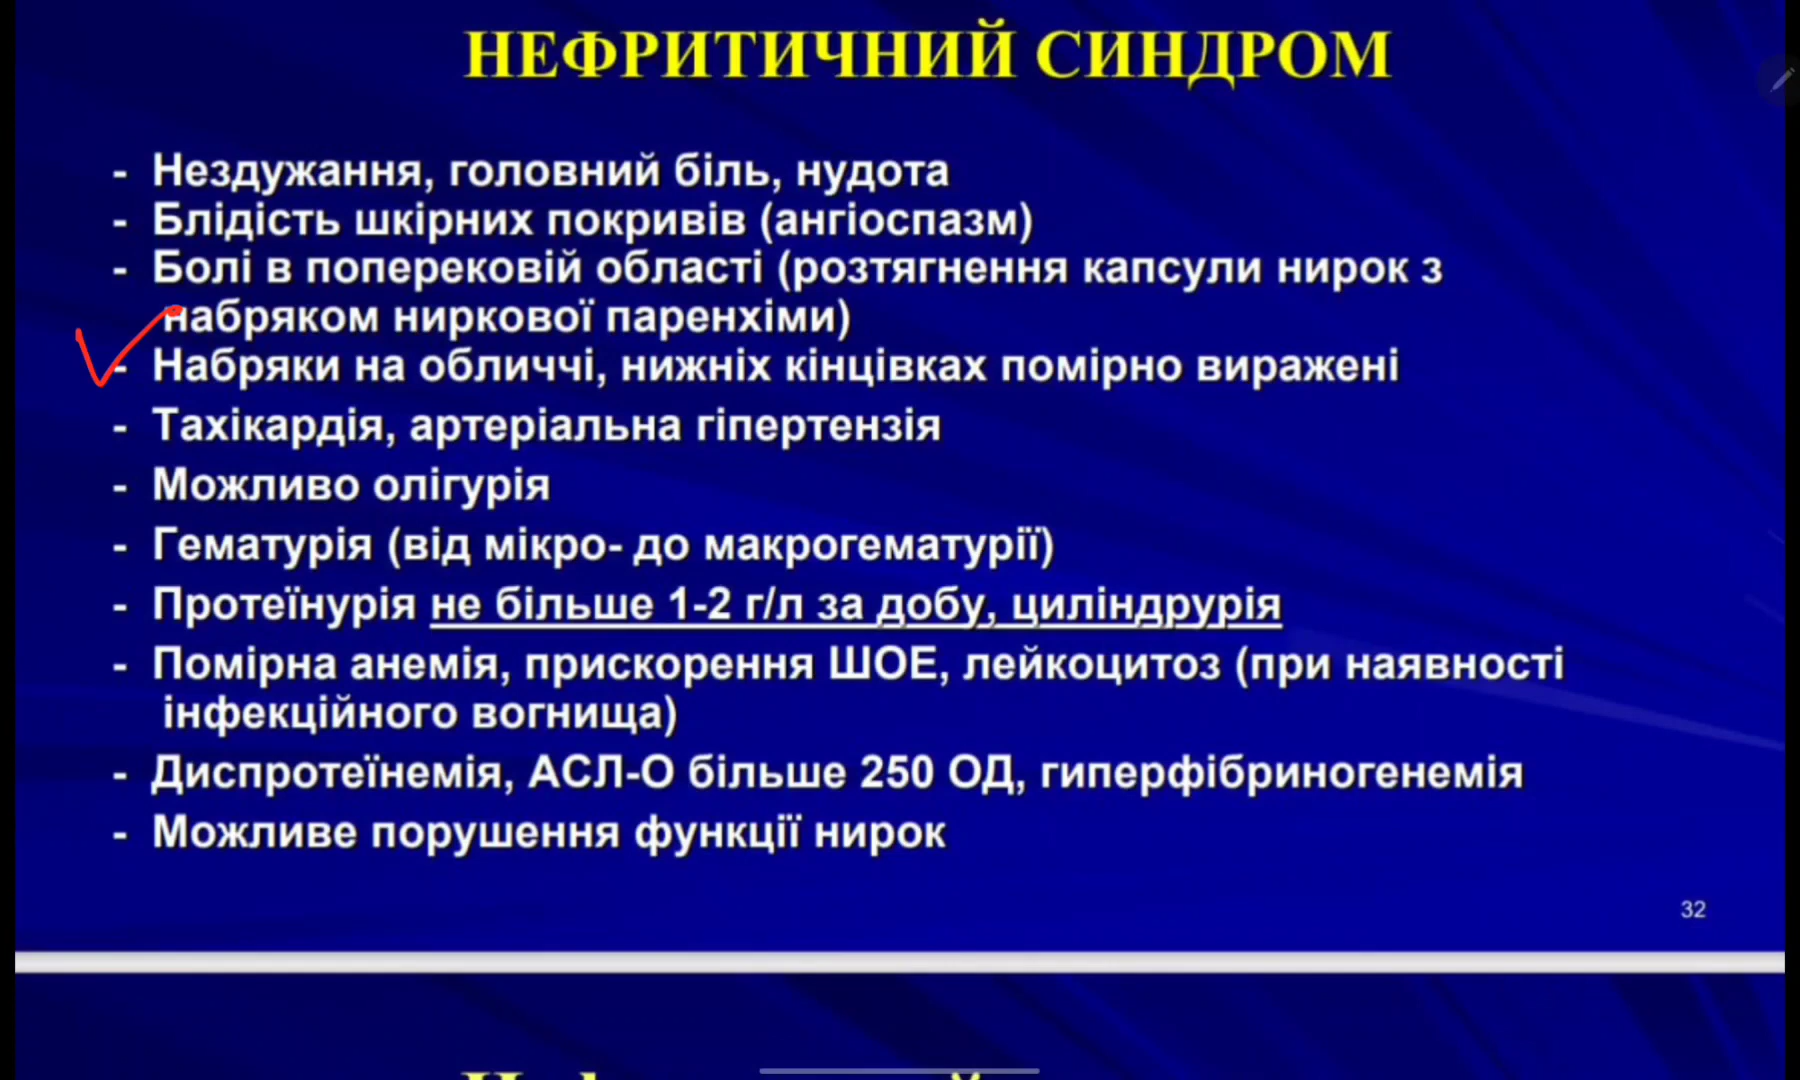 НЕФРИТИЧНИЙ СИНДРОМ
- Нездужання, головний біль, нудота
- Блідість шкірних покривів (ангіоспазм)
- Болі в поперековій області (розтягнення капсули нирок з
набряком ниркової паренхіми)
- Набряки на обличчі, нижніх кінцівках помірно виражені
- Тахікардія, артеріальна гіпертензія
- Можливо олігурія
- Гематурія (від мікро- до макрогематурії)
- Протеїнурія не більше 1-2 г/л за добу, циліндрурія
- Помірна анемія, прискорення ШОЕ, лейкоцитоз (при наявності
інфекційного вогнища)
- Диспротеїнемія, АСЛ-О більше 250 ОД, гиперфібриногенемія
- Можливе порушення функції нирок
32